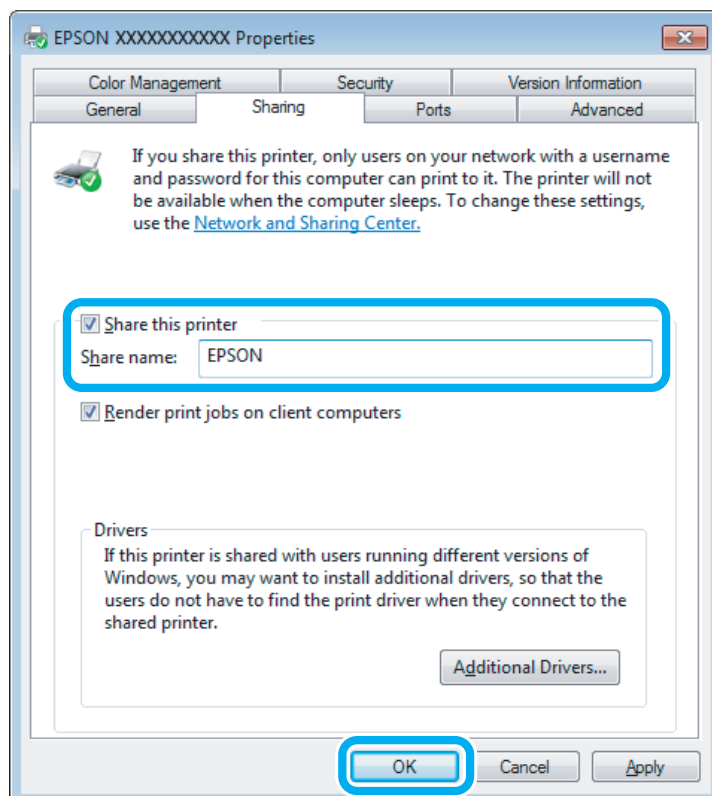 EPSON XXXXXXXXXXX Properties
Color Management Security Version Information
General Sharing Ports Advanced
If you share this printer, only users on your network with a username
and password for this computer can print to it. The printer will not
be available when the computer sleeps. To change these settings,
use the Network and Sharing Center.
Share this printer
Share name: EPSON
Render print jobs on client computers
Drivers
If this printer is shared with users running different versions of
Windows, you may want to install additional drivers, so that the
users do not have to find the print driver when they connect to the
shared printer.
Additional Drivers...
OK Cancel Apply